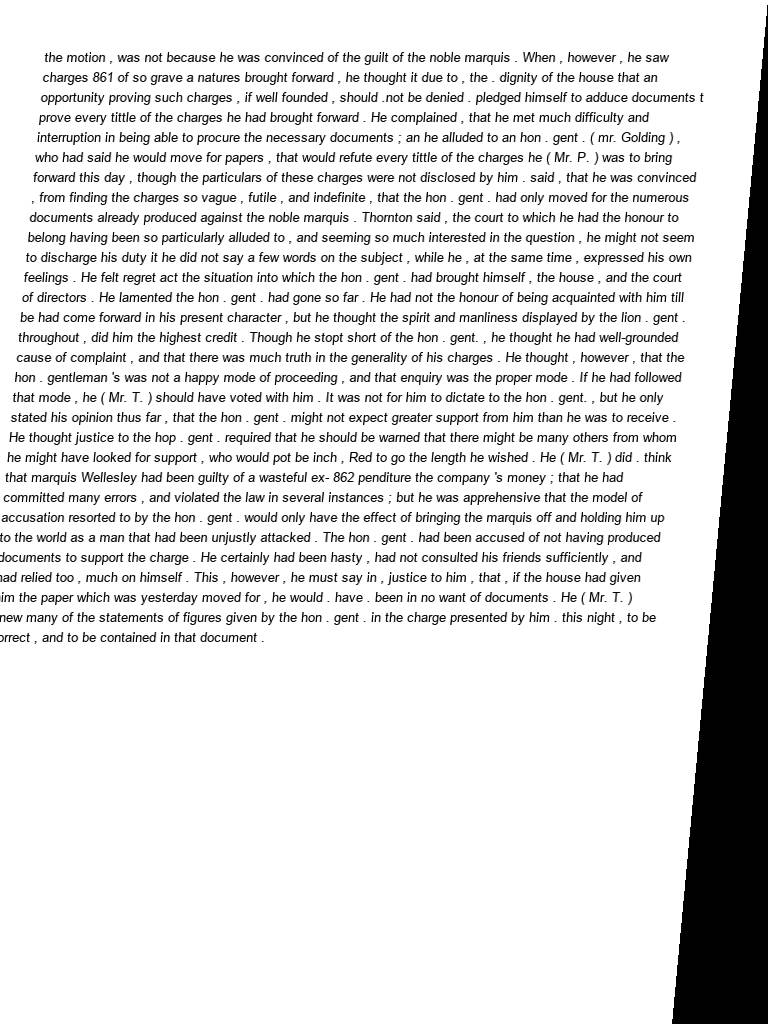 the motion , was not because he was convinced of the guilt of the noble marquis . When , however , he saw
charges 861 of so grave a natures brought forward , he thought it due to , the . dignity of the house that an
opportunity proving such charges , if well founded , should .not be denied . pledged himself to adduce documents t
prove every tittle of the charges he had brought forward . He complained , that he met much difficulty and
interruption in being able to procure the necessary documents ; an he alluded to an hon . gent . ( mr. Golding ) ,
who had said he would move for papers , that would refute every tittle of the charges he ( Mr. P. ) was to bring
forward this day , though the particulars of these charges were not disclosed by him . said , that he was convinced
, from finding the charges so vague , futile , and indefinite , that the hon . gent . had only moved for the numerous
documents already produced against the noble marquis . Thornton said , the court to which he had the honour to
belong having been so particularly alluded to , and seeming so much interested in the question , he might not seem
to discharge his duty it he did not say a few words on the subject , while he , at the same time , expressed his own
feelings . He felt regret act the situation into which the hon . gent . had brought himself , the house , and the court
of directors . He lamented the hon . gent . had gone so far . He had not the honour of being acquainted with him till
be had come forward in his present character , but he thought the spirit and manliness displayed by the lion . gent .
throughout , did him the highest credit . Though he stopt short of the hon . gent. , he thought he had well-grounded
cause of complaint , and that there was much truth in the generality of his charges . He thought , however , that the
hon . gentleman 's was not a happy mode of proceeding , and that enquiry was the proper mode . If he had followed
that mode , he ( Mr. T. ) should have voted with him . It was not for him to dictate to the hon . gent. , but he only
stated his opinion thus far , that the hon . gent . might not expect greater support from him than he was to receive .
He thought justice to the hop . gent . required that he should be warned that there might be many others from whom
he might have looked for support , who would pot be inch , Red to go the length he wished . He ( Mr. T. ) did . think
that marquis Wellesley had been guilty of a wasteful ex- 862 penditure the company 's money ; that he had
committed many errors , and violated the law in several instances ; but he was apprehensive that the model of
accusation resorted to by the hon . gent . would only have the effect of bringing the marquis off and holding him up
to the world as a man that had been unjustly attacked . The hon . gent . had been accused of not having produced
documents to support the charge . He certainly had been hasty , had not consulted his friends sufficiently , and
had relied too , much on himself . This , however , he must say in , justice to him , that , if the house had given
im the paper which was yesterday moved for , he would . have . been in no want of documents . He ( Mr. T. )
new many of the statements of figures given by the hon . gent . in the charge presented by him . this night , to be
orrect , and to be contained in that document .